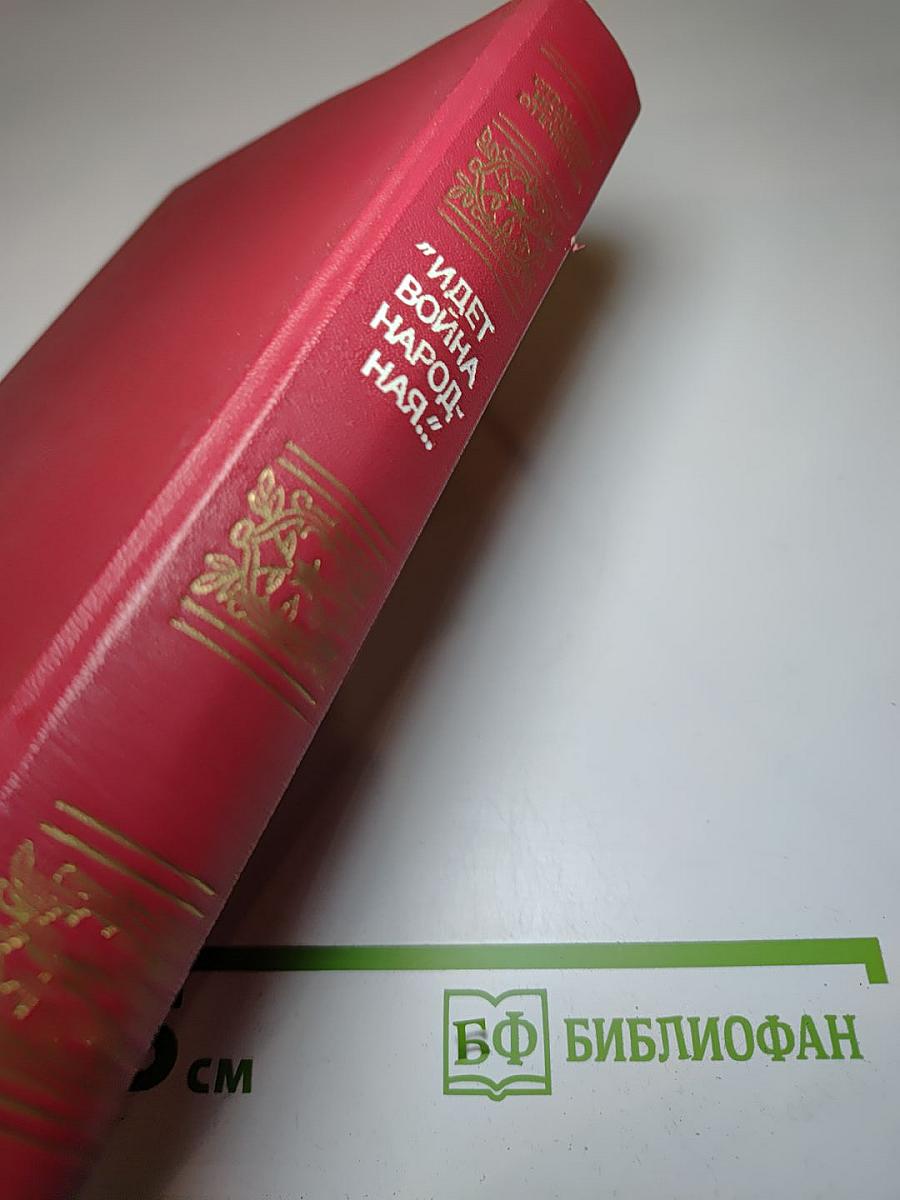 "ИДЕТ
ВОЙНА
НАРОД-
НАЯ..."
см
БФ БИБЛИОФАН